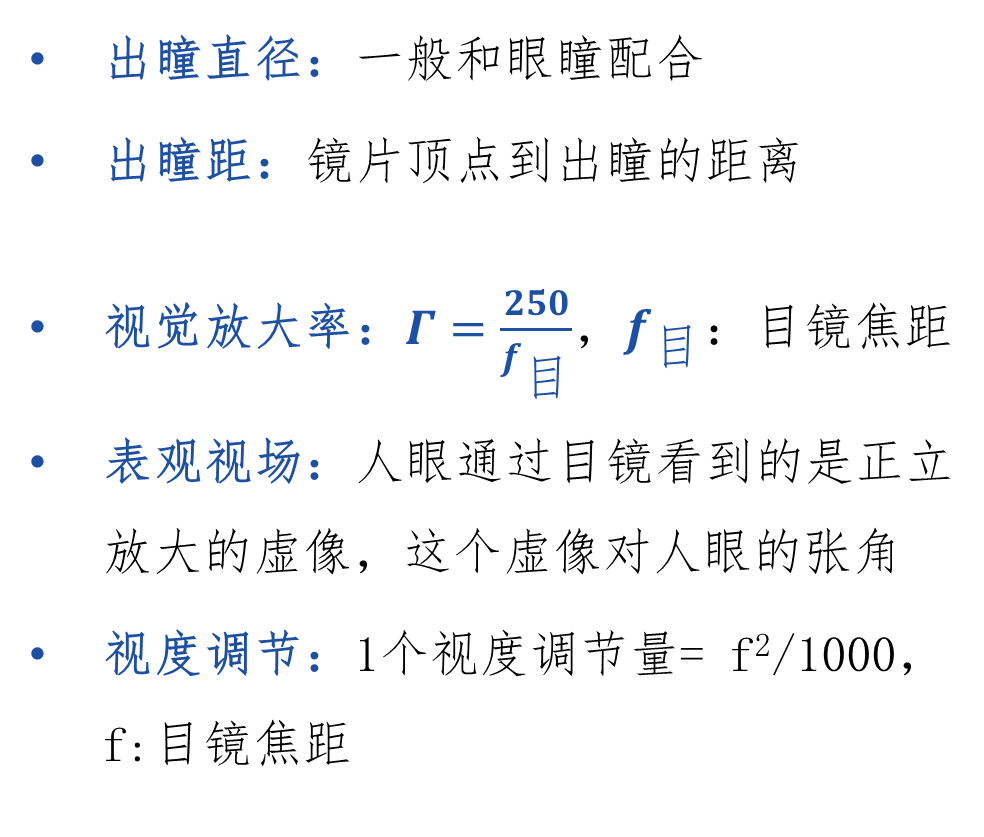 • 出瞳直径：一般和眼瞳配合
• 出瞳距：镜片顶点到出瞳的距离
• 视觉放大率：Γ = 250/f目，f目：目镜焦距
• 表观视场：人眼通过目镜看到的是正立
放大的虚像，这个虚像对人眼的张角
• 视度调节：1个视度调节量= f²/1000，
f:目镜焦距